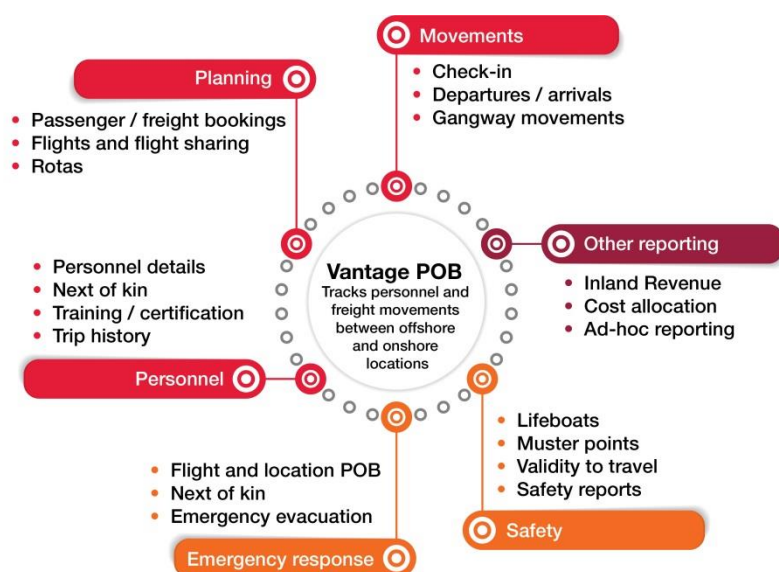 Movements
Check-in
Departures / arrivals
Gangway movements
Planning
Passenger / freight bookings
Flights and flight sharing
Rotas
Vantage POB
Tracks personnel and
freight movements
between offshore
and onshore
locations
Other reporting
Inland Revenue
Cost allocation
Ad-hoc reporting
Personnel details
Next of kin
Training / certification
Trip history
Personnel
Lifeboats
Muster points
Validity to travel
Safety reports
Safety
Flight and location POB
Next of kin
Emergency evacuation
Emergency response